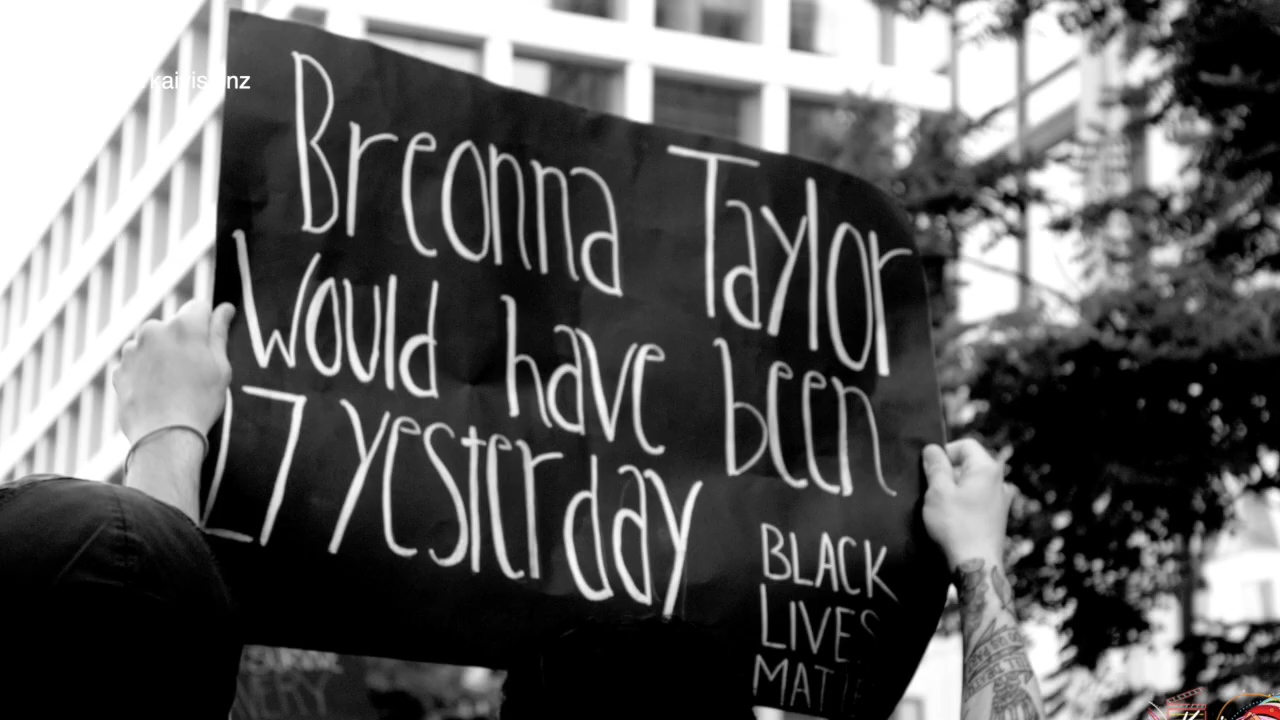 Breonna Taylor
Would have been
27 yesterday
BLACK
LIVES